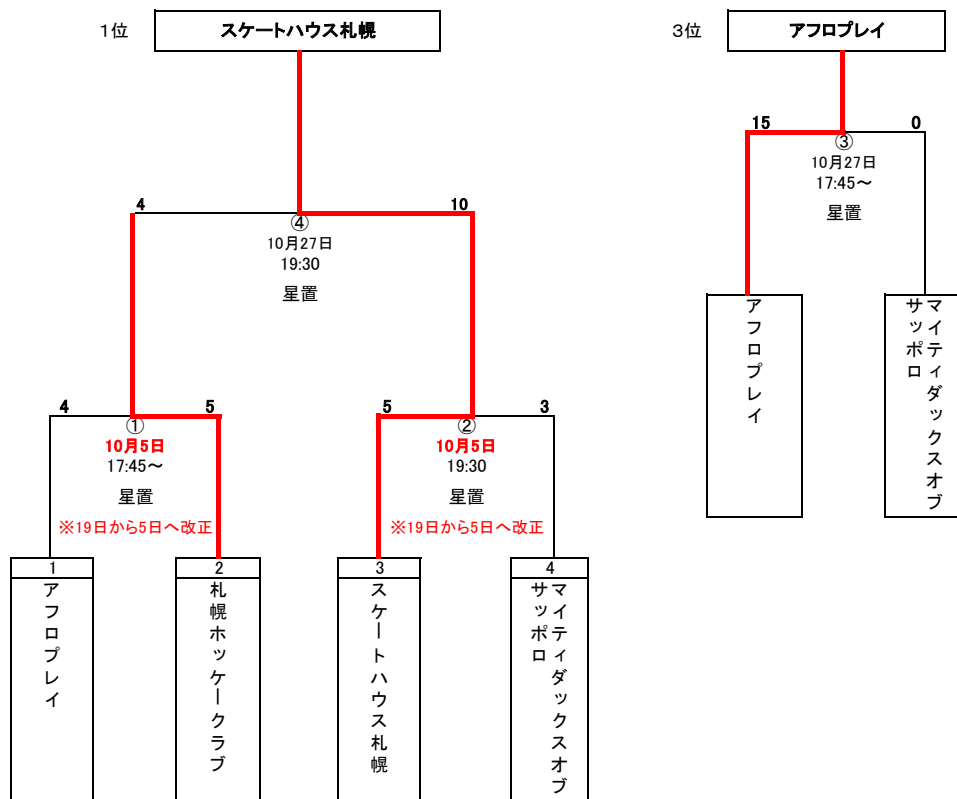 1位
スケートハウス札幌
4
10
④
10月27日
19:30
星置
4
5
①
10月5日
17:45～
星置
※19日から5日へ改正
5
3
②
10月5日
19:30
星置
※19日から5日へ改正
1
アフロプレイ
2
札幌ホッケークラブ
3
スケートハウス札幌
4
マイティダックスオブ
サッポロ
3位
アフロプレイ
15
0
③
10月27日
17:45～
星置
アフロプレイ
マイティダックスオブ
サッポロ